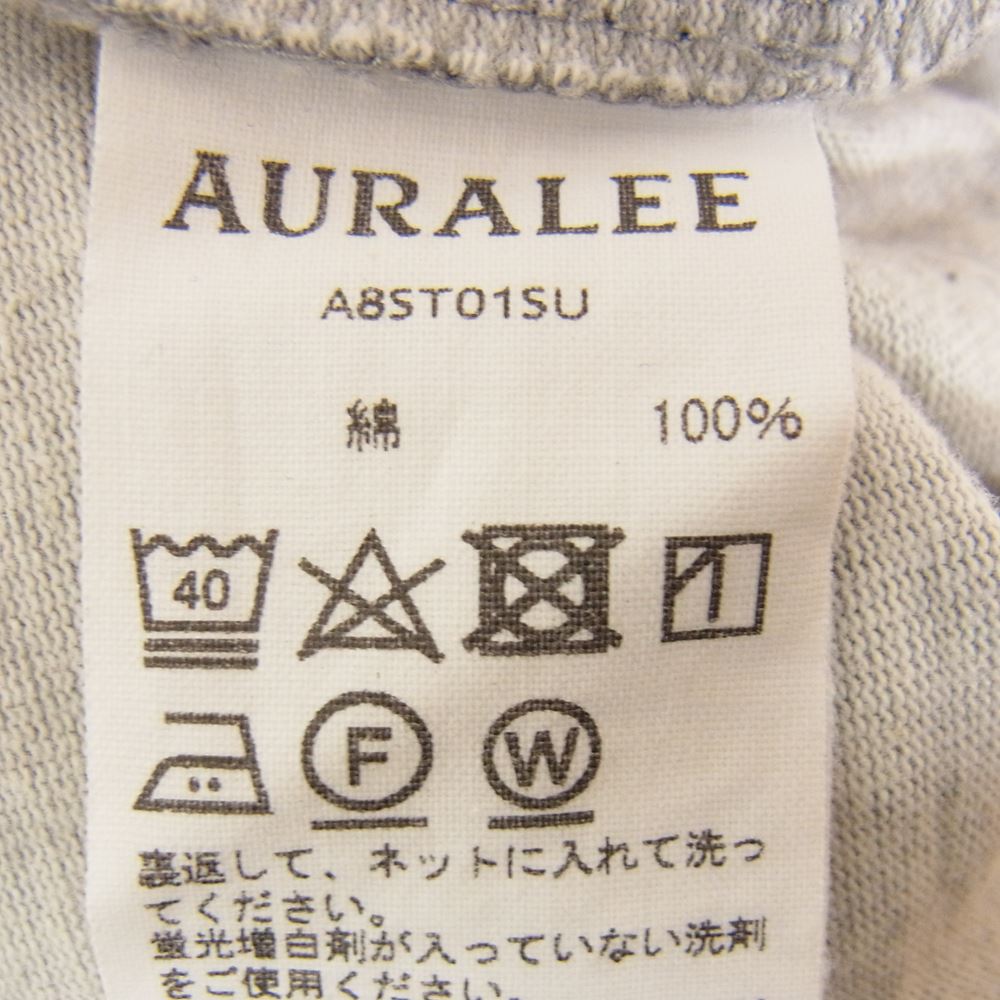 AURALEE
A8ST01SU
綿 100%
40
F W
裏返して、ネットに入れて洗っ
てください。
蛍光増白剤が入っていない洗剤
をご使用ください。